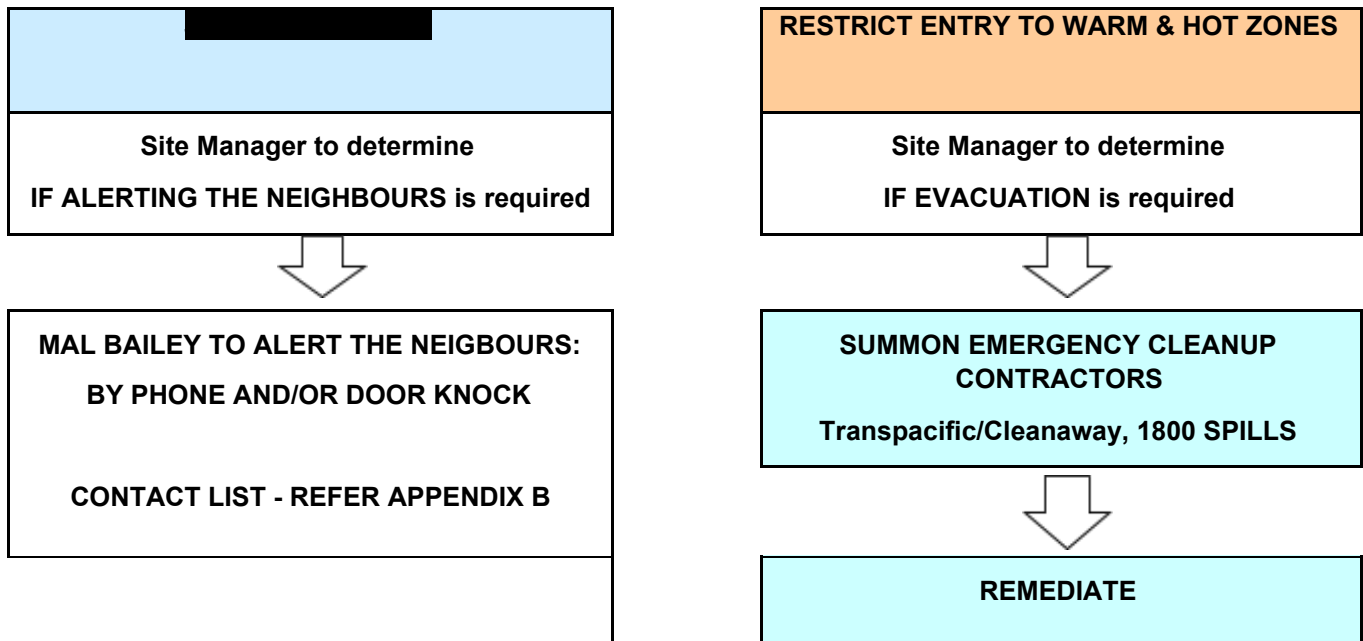 Site Manager to determine
IF ALERTING THE NEIGHBOURS is required
MAL BAILEY TO ALERT THE NEIGBOURS:
BY PHONE AND/OR DOOR KNOCK
CONTACT LIST - REFER APPENDIX B
RESTRICT ENTRY TO WARM & HOT ZONES
Site Manager to determine
IF EVACUATION is required
SUMMON EMERGENCY CLEANUP
CONTRACTORS
Transpacific/Cleanaway, 1800 SPILLS
REMEDIATE